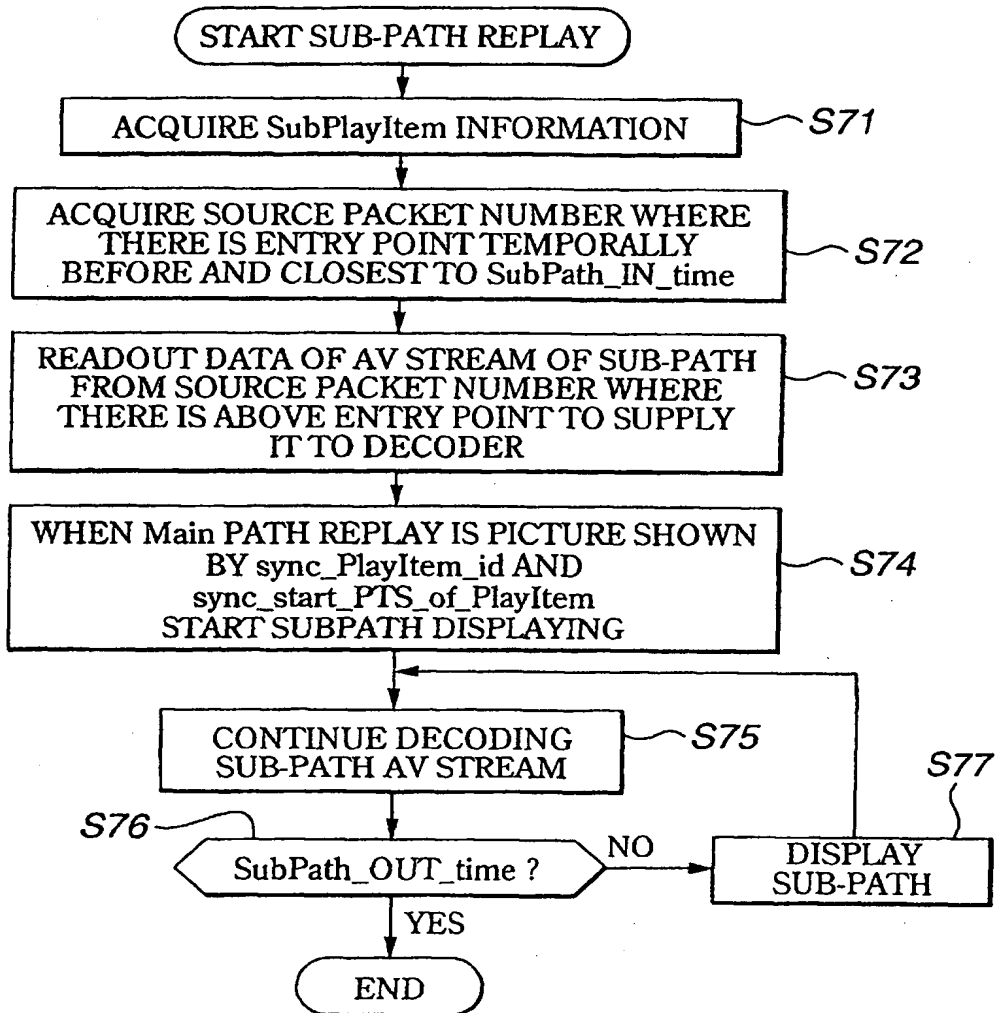 START SUB-PATH REPLAY
ACQUIRE SubPlayItem INFORMATION
S71
ACQUIRE SOURCE PACKET NUMBER WHERE
THERE IS ENTRY POINT TEMPORALLY
BEFORE AND CLOSEST TO SubPath_IN_time
S72
READOUT DATA OF AV STREAM OF SUB-PATH
FROM SOURCE PACKET NUMBER WHERE
THERE IS ABOVE ENTRY POINT TO SUPPLY
IT TO DECODER
S73
WHEN Main PATH REPLAY IS PICTURE SHOWN
BY sync_PlayItem_id AND
sync_start_PTS_of_PlayItem
START SUBPATH DISPLAYING
S74
CONTINUE DECODING
SUB-PATH AV STREAM
S75
S76
SubPath_OUT_time ?
NO
S77
DISPLAY
SUB-PATH
YES
END